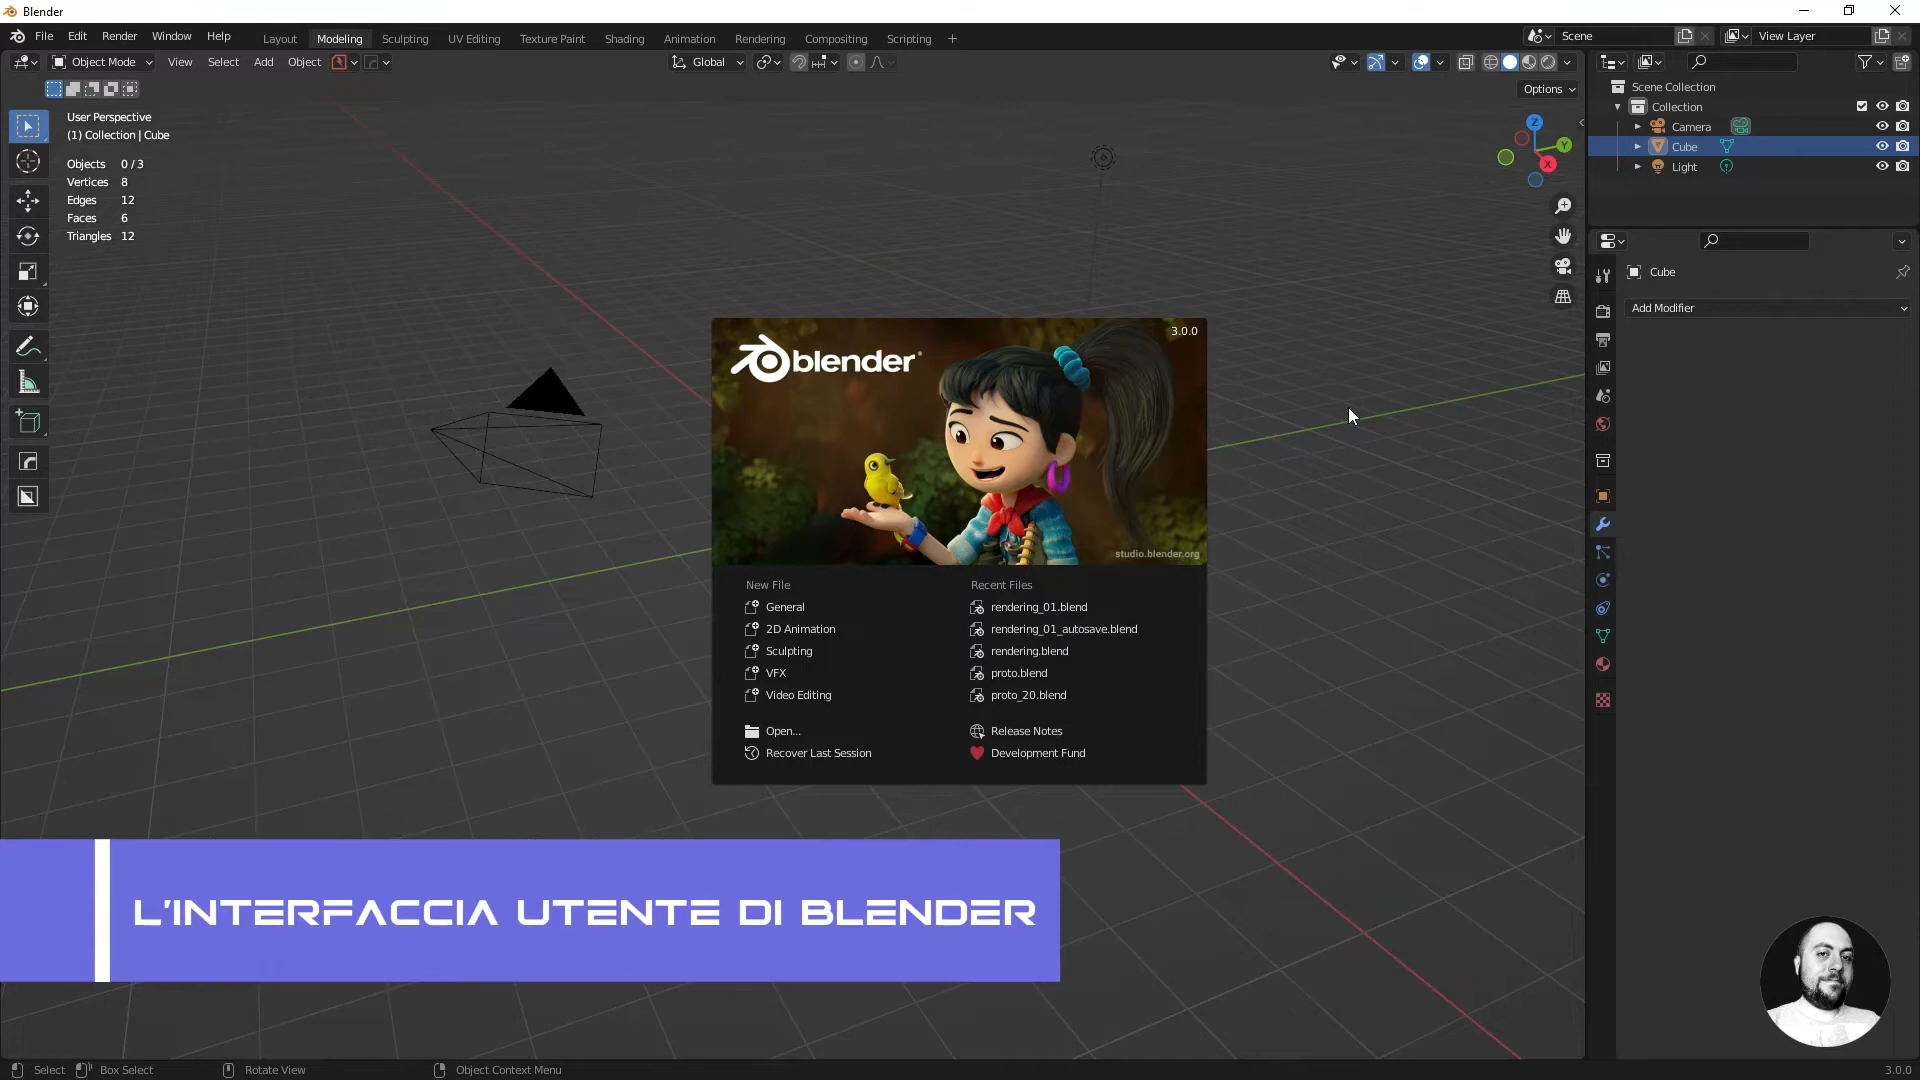 Blender
File Edit Render Window Help Layout Modeling Sculpting UV Editing Texture Paint Shading Animation Rendering Compositing Scripting + Scene View Layer
Object Mode View Select Add Object Global
Options
User Perspective
(1) Collection | Cube
Objects 0 / 3
Vertices 8
Edges 12
Faces 6
Triangles 12
Z
Y
X
Scene Collection
Collection
Camera
Cube
Light
Cube
Add Modifier
3.0.0
blender
studio.blender.org
New File
General
2D Animation
Sculpting
VFX
Video Editing
Open...
Recover Last Session
Recent Files
rendering_01.blend
rendering_01_autosave.blend
rendering.blend
proto.blend
proto_20.blend
Release Notes
Development Fund
L'INTERFACCIA UTENTE DI BLENDER
Select Box Select Rotate View Object Context Menu 3.0.0